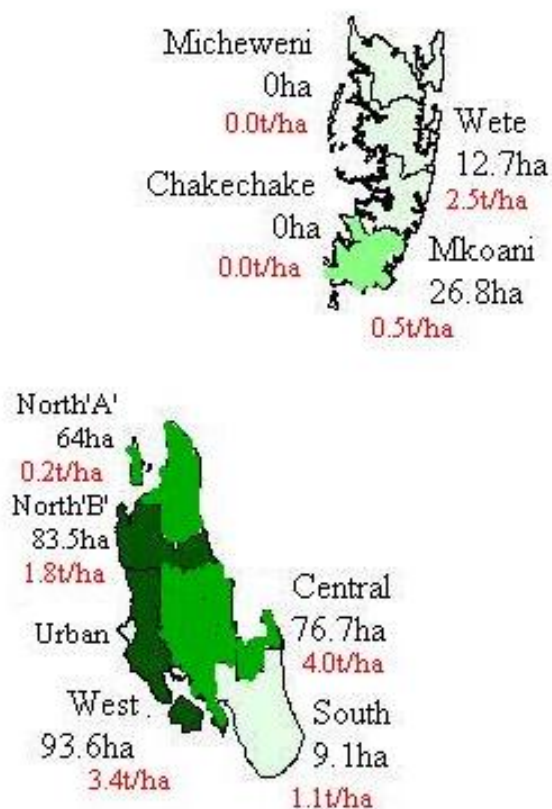 Micheweni
0ha
0.0t/ha
Wete
12.7ha
2.5t/ha
Chakechake
0ha
0.0t/ha
Mkoani
26.8ha
0.5t/ha
North'A'
64ha
0.2t/ha
North'B'
83.5ha
1.8t/ha
Urban
Central
76.7ha
4.0t/ha
West
93.6ha
3.4t/ha
South
9.1ha
1.1t/ha